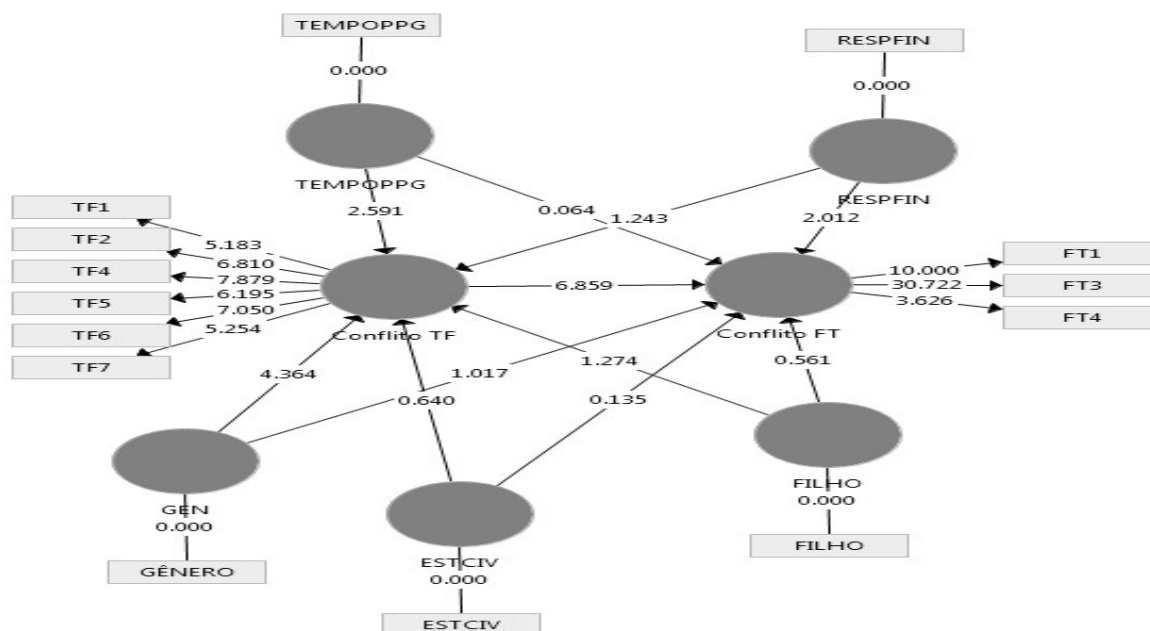 TEMPOPPG
RESPFIN
0.000
0.000
TEMPOPPG
RESPFIN
TF1
TF2
TF4
TF5
TF6
TF7
2.591
0.064
1.243
2.012
5.183
6.810
7.879
6.195
7.050
5.254
6.859
10.000
30.722
3.626
FT1
FT3
FT4
Conflito TF
Conflito FT
4.364
1.017
0.640
0.135
1.274
0.561
GEN
0.000
GÊNERO
ESTCIV
0.000
ESTCIV
FILHO
0.000
FILHO